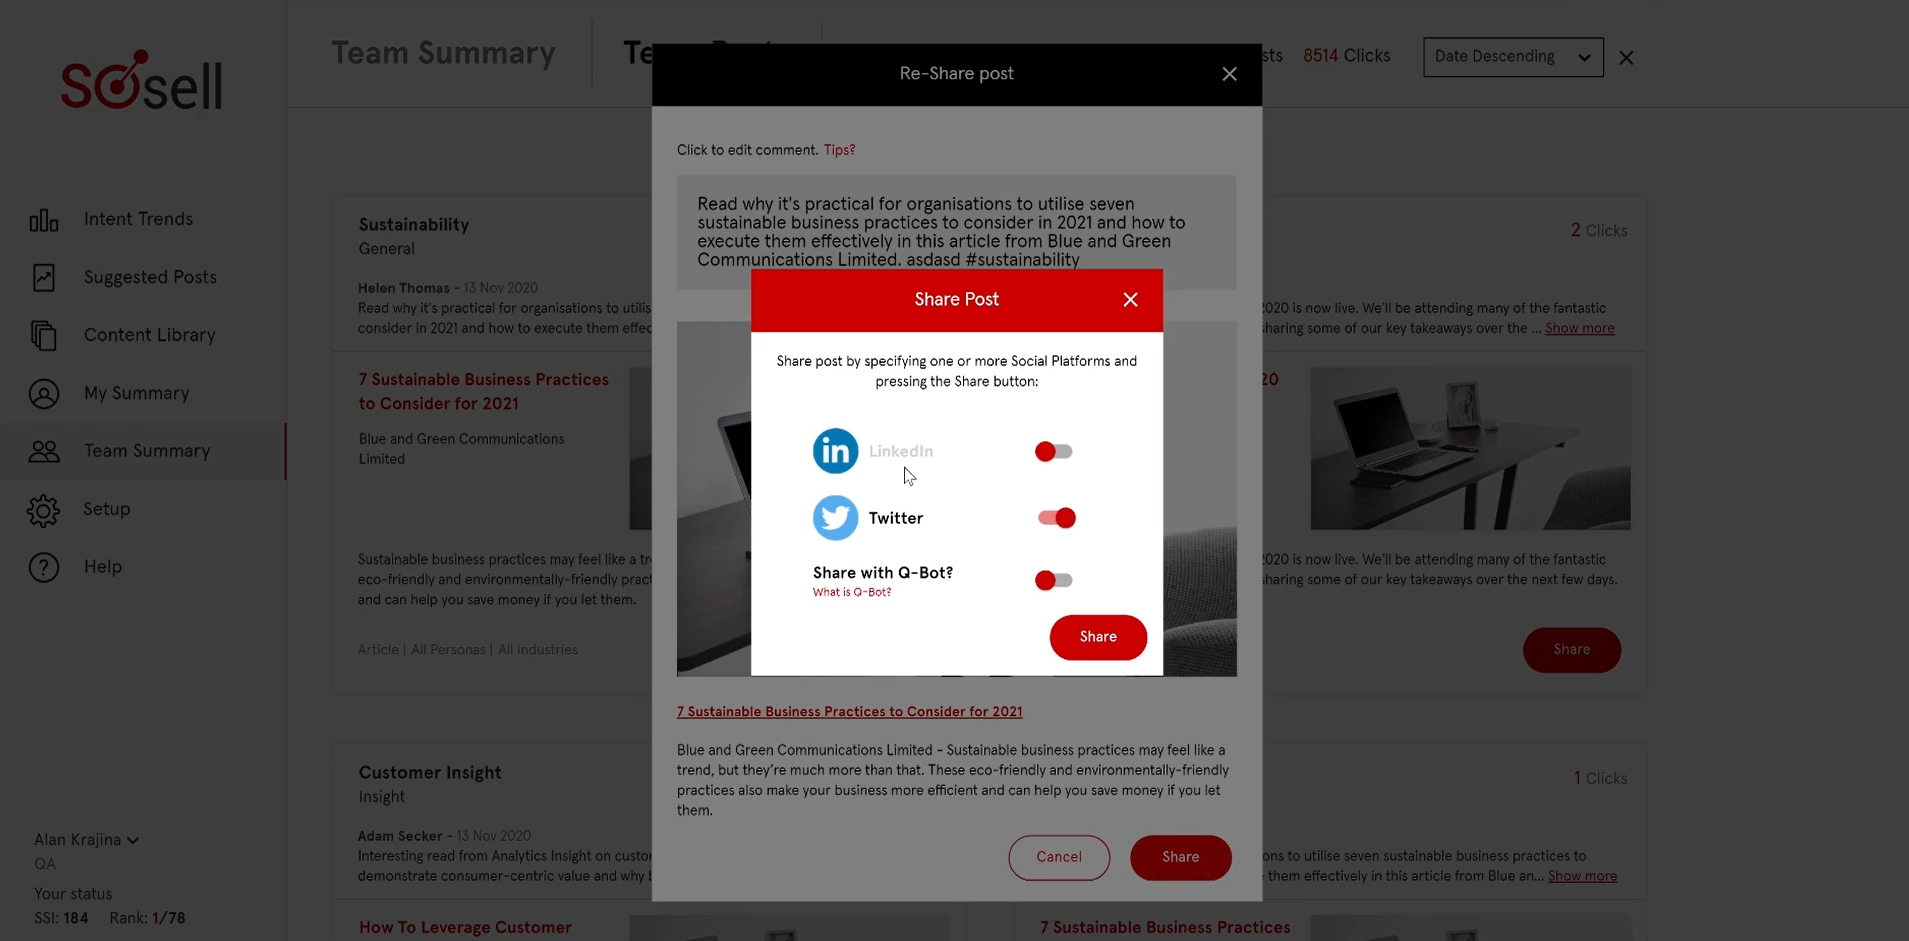 SOsell
Intent Trends
Suggested Posts
Content Library
My Summary
Team Summary
Setup
Help
Alan Krajina
QA
Your status
SSI: 184 Rank: 1/78
Team Summary
8514 Clicks
Date Descending
Sustainability
General
Helen Thomas - 13 Nov 2020
Read why it's practical for organisations to
consider in 2021 and how to execute them
7 Sustainable Business Practices
to Consider for 2021
Blue and Green Communications
Limited
Sustainable business practices may feel like a
eco-friendly and environmentally-friendly
and can help you save money if you let them.
Article | All Personas | All Industries
Customer Insight
Insight
Adam Secker - 13 Nov 2020
Interesting read from Analytics Insight on
demonstrate consumer-centric value and why
How To Leverage Customer
Re-Share post
Click to edit comment. Tips?
Read why it's practical for organisations to utilise seven
sustainable business practices to consider in 2021 and how to
execute them effectively in this article from Blue and Green
Communications Limited. asdasd #sustainability
Share Post
Share post by specifying one or more Social Platforms and
pressing the Share button:
in LinkedIn
Twitter
Share with Q-Bot?
What is Q-Bot?
Share
7 Sustainable Business Practices to Consider for 2021
Blue and Green Communications Limited - Sustainable business practices may feel like a
trend, but they're much more than that. These eco-friendly and environmentally-friendly
practices also make your business more efficient and can help you save money if you let
them.
Cancel
Share
2 Clicks
is now live. We'll be attending many of the fantastic
sharing some of our key takeaways over the ... Show more
is now live. We'll be attending many of the fantastic
sharing some of our key takeaways over the next few days.
Share
1 Clicks
to utilise seven sustainable business practices to
them effectively in this article from Blue an... Show more
7 Sustainable Business Practices